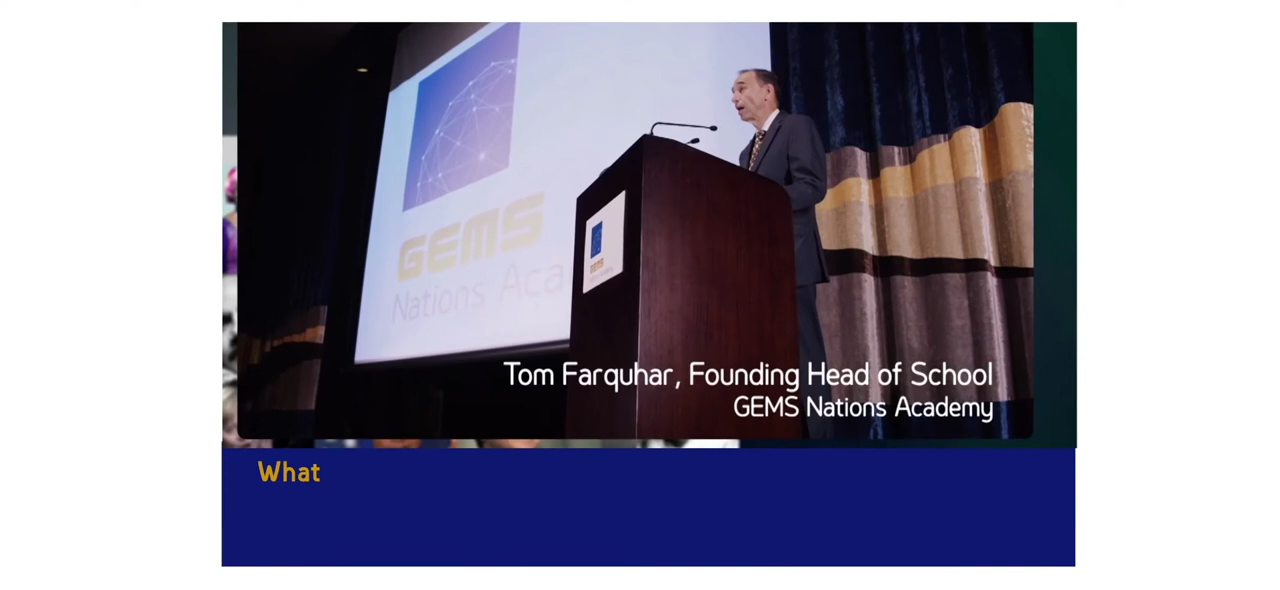 GEMS
Nations Aca
GEMS
Tom Farquhar, Founding Head of School
GEMS Nations Academy
What